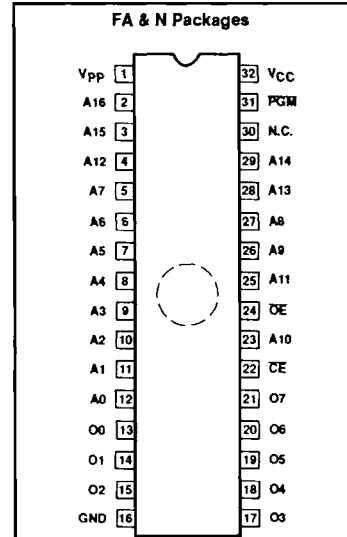 FA & N Packages
VPP 1 32 VCC
A16 2 31 P̅G̅M̅
A15 3 30 N.C.
A12 4 29 A14
A7 5 28 A13
A6 6 27 A8
A5 7 26 A9
A4 8 25 A11
A3 9 24 O̅E̅
A2 10 23 A10
A1 11 22 C̅E̅
A0 12 21 O7
O0 13 20 O6
O1 14 19 O5
O2 15 18 O4
GND 16 17 O3